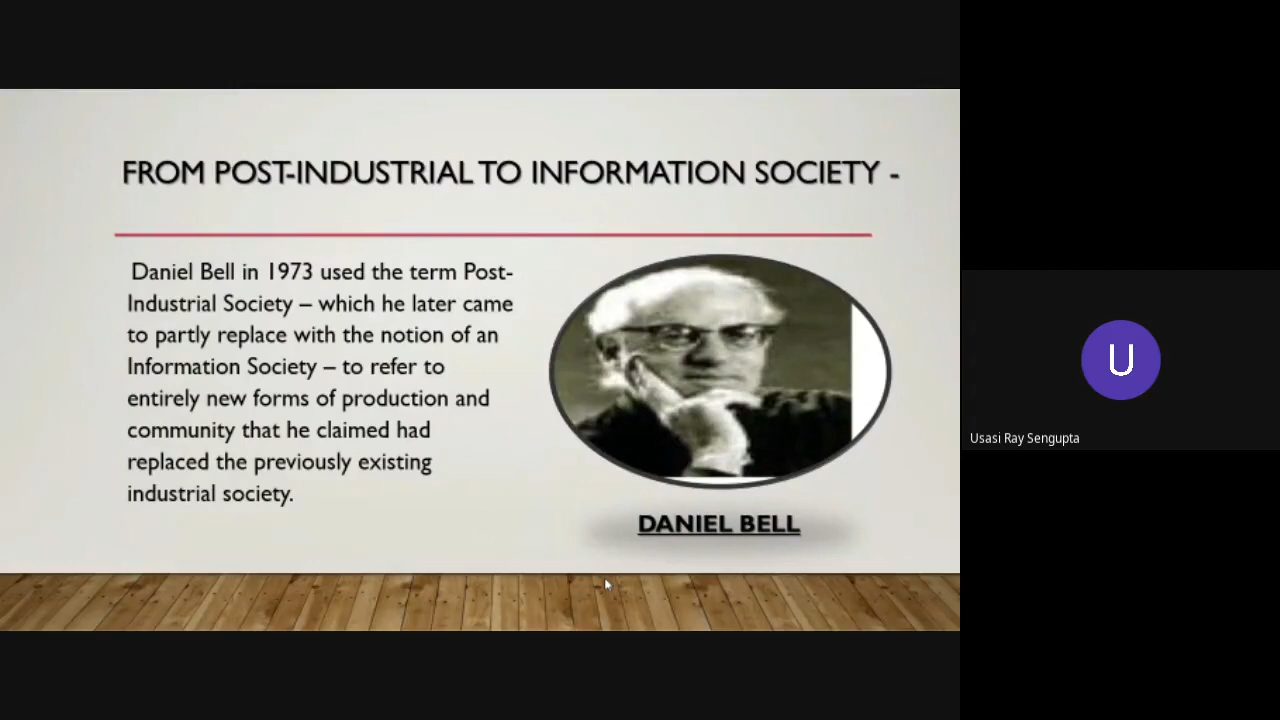 FROM POST-INDUSTRIAL TO INFORMATION SOCIETY -
Daniel Bell in 1973 used the term Post-
Industrial Society – which he later came
to partly replace with the notion of an
Information Society – to refer to
entirely new forms of production and
community that he claimed had
replaced the previously existing
industrial society.
DANIEL BELL
U
Usasi Ray Sengupta